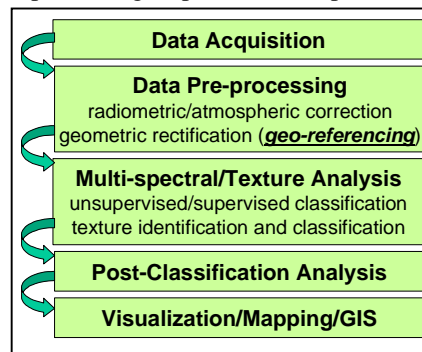 Data Acquisition
Data Pre-processing
radiometric/atmospheric correction
geometric rectification (geo-referencing)
Multi-spectral/Texture Analysis
unsupervised/supervised classification
texture identification and classification
Post-Classification Analysis
Visualization/Mapping/GIS